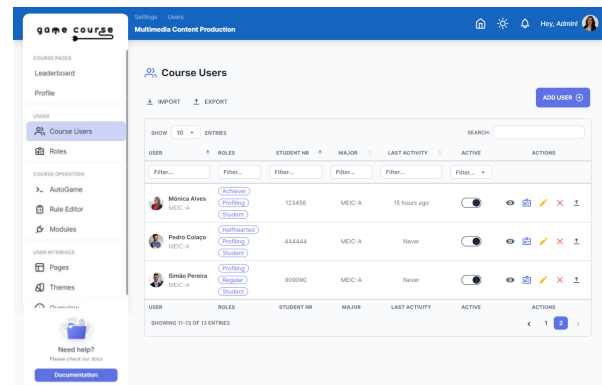 game course
Settings > Users
Multimedia Content Production
Hey, Admin!
COURSE PAGES
Leaderboard
Profile
USERS
Course Users
Roles
COURSE OPERATION
AutoGame
Rule Editor
Modules
USER INTERFACE
Pages
Themes
Overview
Need help?
Please check our docs
Documentation
Course Users
IMPORT EXPORT
ADD USER
SHOW 10 ENTRIES
SEARCH:
USER ROLES STUDENT NR MAJOR LAST ACTIVITY ACTIVE ACTIONS
Filter... Filter... Filter... Filter... Filter... Filter...
Mónica Alves
MEIC-A
Achiever
Profiling
Student
123456 MEIC-A 15 hours ago
Pedro Colaço
MEIC-A
Halfhearted
Profiling
Student
444444 MEIC-A Never
Simão Pereira
MEIC-A
Profiling
Regular
Student
909090 MEIC-A Never
USER ROLES STUDENT NR MAJOR LAST ACTIVITY ACTIVE ACTIONS
SHOWING 11-13 OF 13 ENTRIES
‹ 1 2 ›